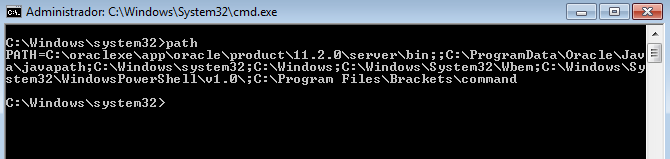 Administrador: C:\Windows\System32\cmd.exe
C:\Windows\system32>path
PATH=C:\oraclexe\app\oracle\product\11.2.0\server\bin;;C:\ProgramData\Oracle\Jav
a\javapath;C:\Windows\system32;C:\Windows;C:\Windows\System32\Wbem;C:\Windows\Sy
stem32\WindowsPowerShell\v1.0\;C:\Program Files\Brackets\command
C:\Windows\system32>